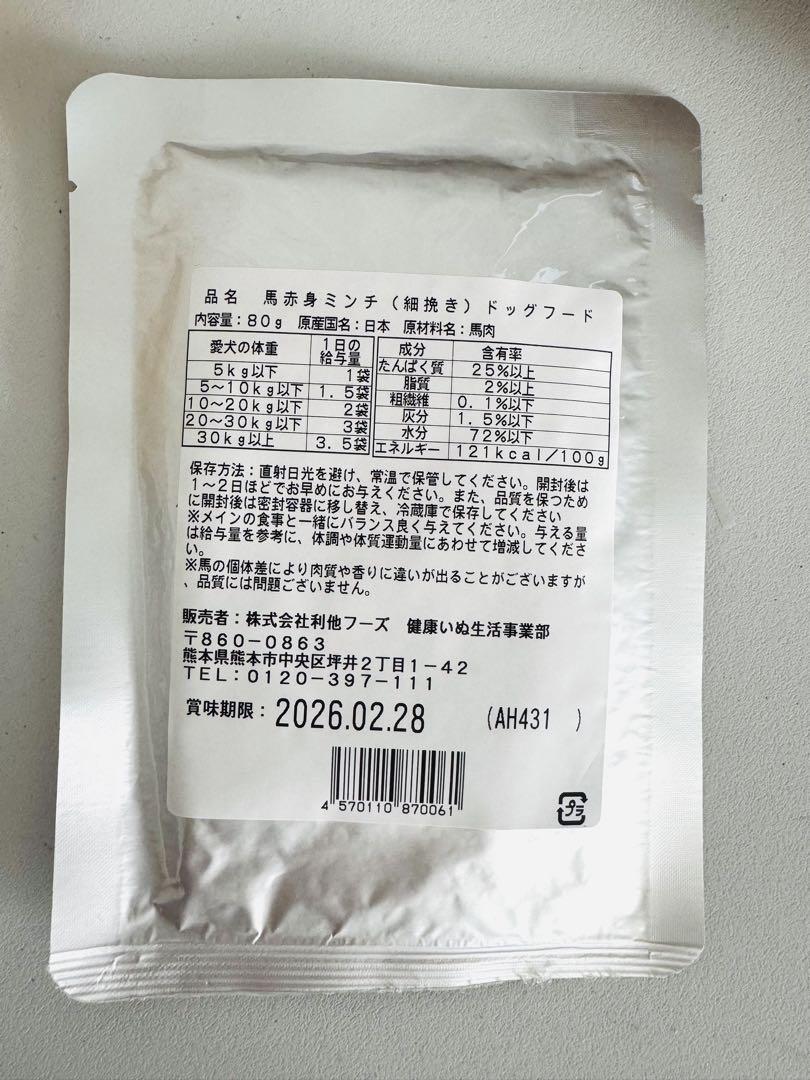 品名 馬赤身ミンチ（細挽き）ドッグフード
内容量：80g 原産国名：日本 原材料名：馬肉
愛犬の体重 1日の給与量
5kg以下 1袋
5〜10kg以下 1.5袋
10〜20kg以下 2袋
20〜30kg以下 3袋
30kg以上 3.5袋
成分 含有率
たんぱく質 25%以上
脂質 2%以上
粗繊維 0.1%以下
灰分 1.5%以下
水分 72%以下
エネルギー 121kcal/100g
保存方法：直射日光を避け、常温で保管してください。開封後は
1〜2日ほどでお早めにお与えください。また、品質を保つため
に開封後は密封容器に移し替え、冷蔵庫で保存してください
※メインの食事と一緒にバランス良く与えてください。与える量
は給与量を参考に、体調や体質運動量にあわせて増減してくださ
い。
※馬の個体差により肉質や香りに違いが出ることがございますが
、品質には問題ございません。
販売者：株式会社利他フーズ 健康いぬ生活事業部
〒860−0863
熊本県熊本市中央区坪井2丁目1−42
TEL：0120−397−111
賞味期限：2026.02.28 (AH431 )
4 570110 870061
プラ